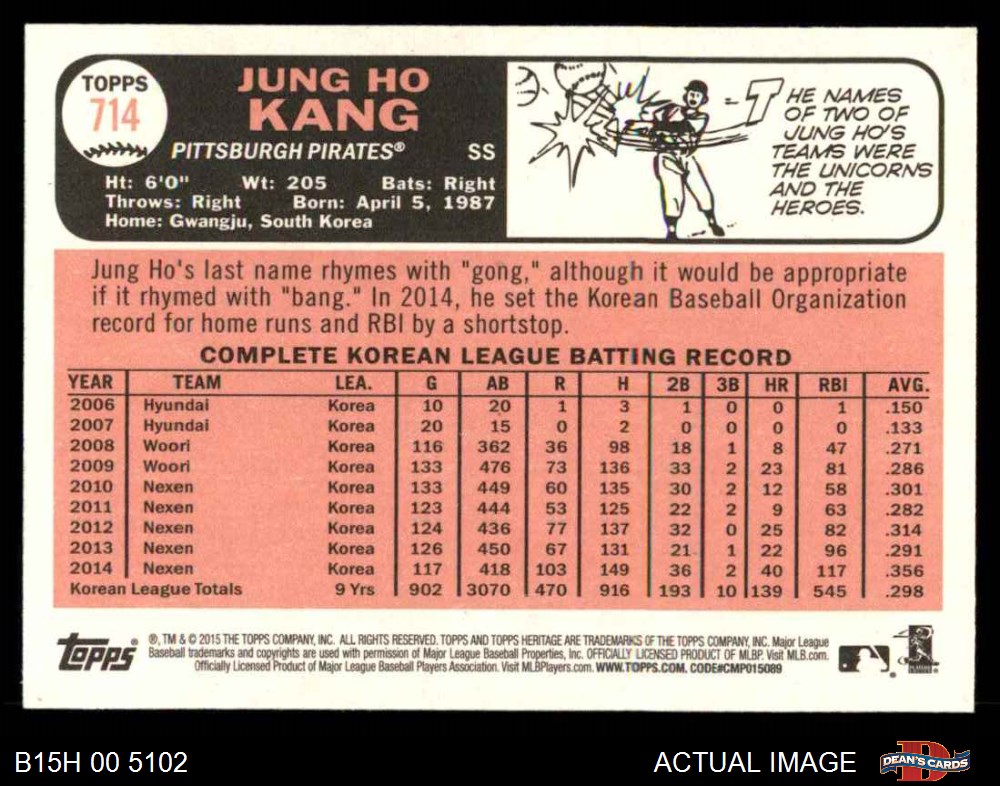 TOPPS
714
JUNG HO
KANG
PITTSBURGH PIRATES® SS
Ht: 6'0" Wt: 205 Bats: Right
Throws: Right Born: April 5, 1987
Home: Gwangju, South Korea
THE NAMES
OF TWO OF
JUNG HO'S
TEAMS WERE
THE UNICORNS
AND THE
HEROES.
Jung Ho's last name rhymes with "gong," although it would be appropriate
if it rhymed with "bang." In 2014, he set the Korean Baseball Organization
record for home runs and RBI by a shortstop.
COMPLETE KOREAN LEAGUE BATTING RECORD
YEAR TEAM LEA. G AB R H 2B 3B HR RBI AVG.
2006 Hyundai Korea 10 20 1 3 1 0 0 1 .150
2007 Hyundai Korea 20 15 0 2 0 0 0 0 .133
2008 Woori Korea 116 362 36 98 18 1 8 47 .271
2009 Woori Korea 133 476 73 136 33 2 23 81 .286
2010 Nexen Korea 133 449 60 135 30 2 12 58 .301
2011 Nexen Korea 123 444 53 125 22 2 9 63 .282
2012 Nexen Korea 124 436 77 137 32 0 25 82 .314
2013 Nexen Korea 126 450 67 131 21 1 22 96 .291
2014 Nexen Korea 117 418 103 149 36 2 40 117 .356
Korean League Totals 9 Yrs 902 3070 470 916 193 10 139 545 .298
Topps® ®, TM & © 2015 THE TOPPS COMPANY, INC. ALL RIGHTS RESERVED. TOPPS AND TOPPS HERITAGE ARE TRADEMARKS OF THE TOPPS COMPANY, INC. Major League
Baseball trademarks and copyrights are used with permission of Major League Baseball Properties, Inc. OFFICIALLY LICENSED PRODUCT OF MLBP. Visit MLB.com.
Officially Licensed Product of Major League Baseball Players Association. Visit MLBPlayers.com. WWW.TOPPS.COM. CODE#CMP015089
B15H 00 5102 ACTUAL IMAGE DEAN'S CARDS